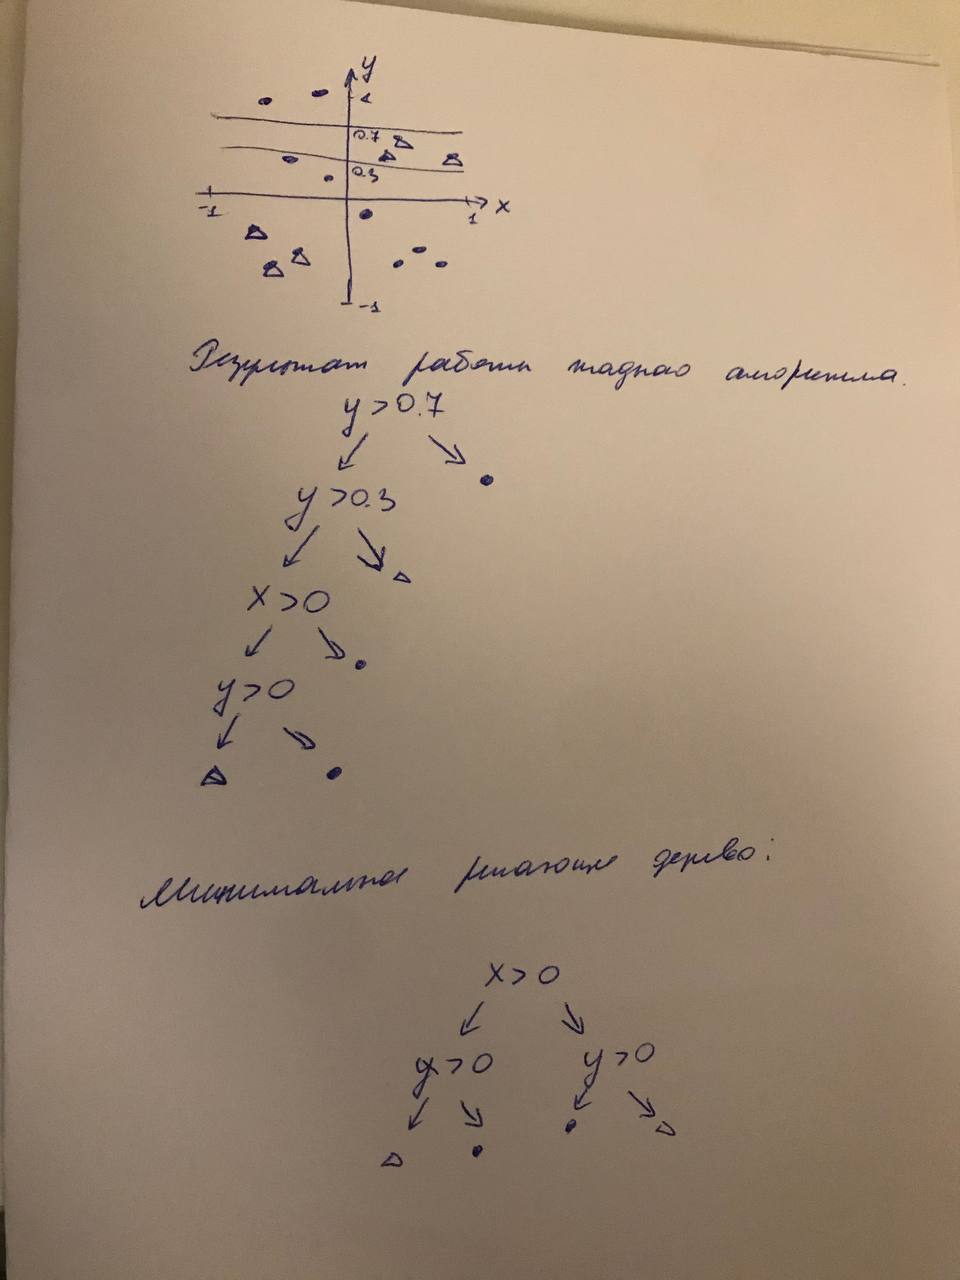 y
1
0.7
0.3
-1
1
x
-1
Результат работы жадного алгоритма.
y > 0.7
y > 0.3
x > 0
y > 0
Минимальное решающее дерево:
x > 0
y > 0 y > 0